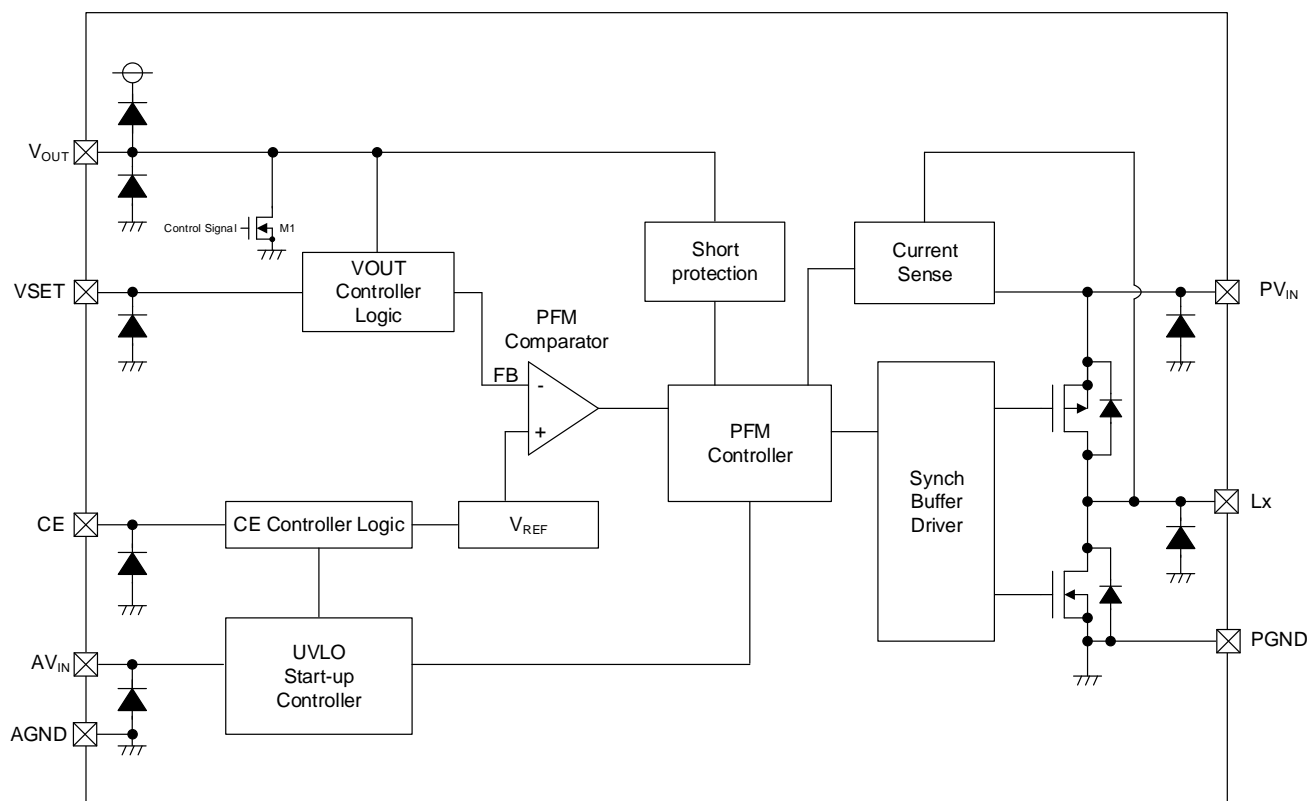 VOUT
Control Signal
M1
VSET
VOUT
Controller
Logic
Short
protection
Current
Sense
PVIN
PFM
Comparator
FB
-
+
PFM
Controller
Synch
Buffer
Driver
CE
CE Controller Logic
VREF
Lx
AVIN
UVLO
Start-up
Controller
PGND
AGND